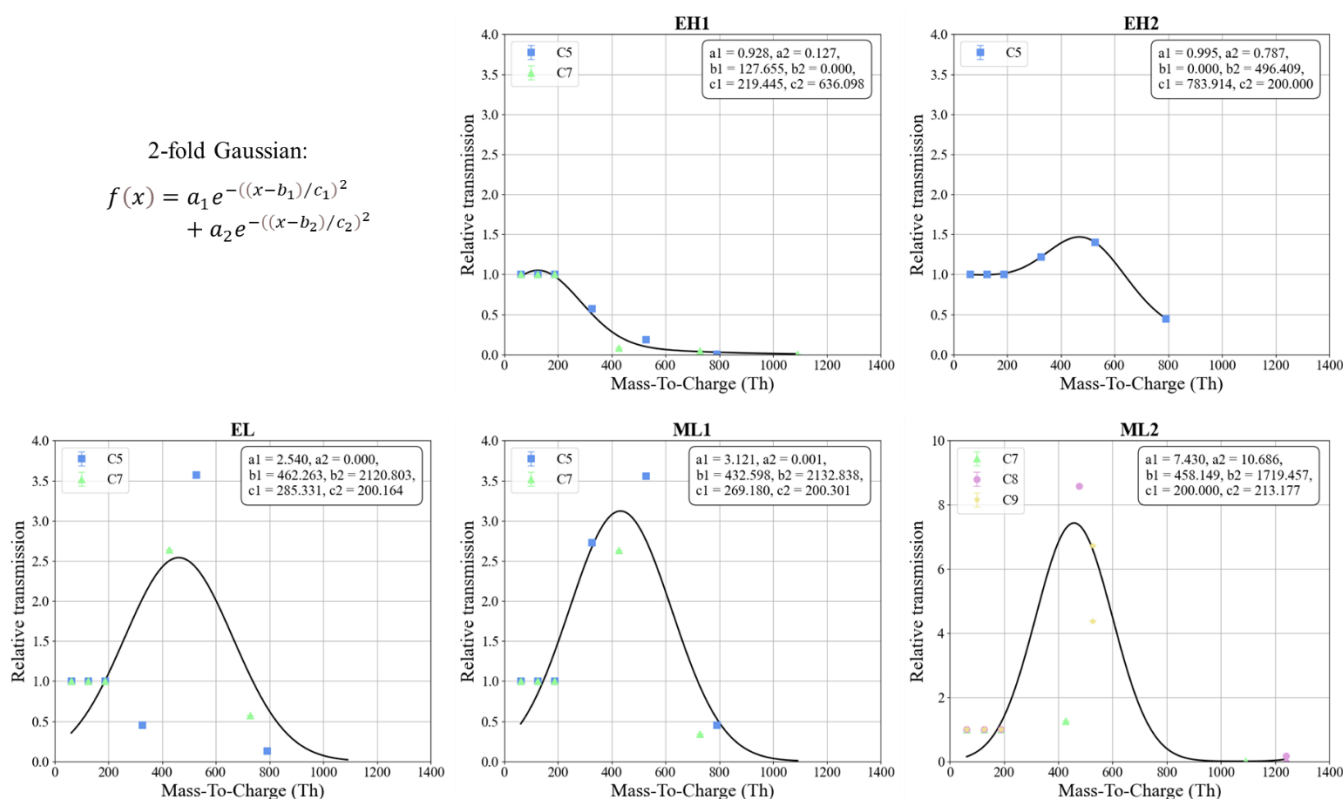 2-fold Gaussian:
f(x) = a₁e^{-((x-b₁)/c₁)²}
+ a₂e^{-((x-b₂)/c₂)²}
EH1
4.0
3.5
3.0
2.5
2.0
1.5
1.0
0.5
0.0
Relative transmission
C5
C7
a1 = 0.928, a2 = 0.127,
b1 = 127.655, b2 = 0.000,
c1 = 219.445, c2 = 636.098
0 200 400 600 800 1000 1200 1400
Mass-To-Charge (Th)
EH2
4.0
3.5
3.0
2.5
2.0
1.5
1.0
0.5
0.0
Relative transmission
C5
a1 = 0.995, a2 = 0.787,
b1 = 0.000, b2 = 496.409,
c1 = 783.914, c2 = 200.000
0 200 400 600 800 1000 1200 1400
Mass-To-Charge (Th)
EL
4.0
3.5
3.0
2.5
2.0
1.5
1.0
0.5
0.0
Relative transmission
C5
C7
a1 = 2.540, a2 = 0.000,
b1 = 462.263, b2 = 2120.803,
c1 = 285.331, c2 = 200.164
0 200 400 600 800 1000 1200 1400
Mass-To-Charge (Th)
ML1
4.0
3.5
3.0
2.5
2.0
1.5
1.0
0.5
0.0
Relative transmission
C5
C7
a1 = 3.121, a2 = 0.001,
b1 = 432.598, b2 = 2132.838,
c1 = 269.180, c2 = 200.301
0 200 400 600 800 1000 1200 1400
Mass-To-Charge (Th)
ML2
10
8
6
4
2
0
Relative transmission
C7
C8
C9
a1 = 7.430, a2 = 10.686,
b1 = 458.149, b2 = 1719.457,
c1 = 200.000, c2 = 213.177
0 200 400 600 800 1000 1200 1400
Mass-To-Charge (Th)